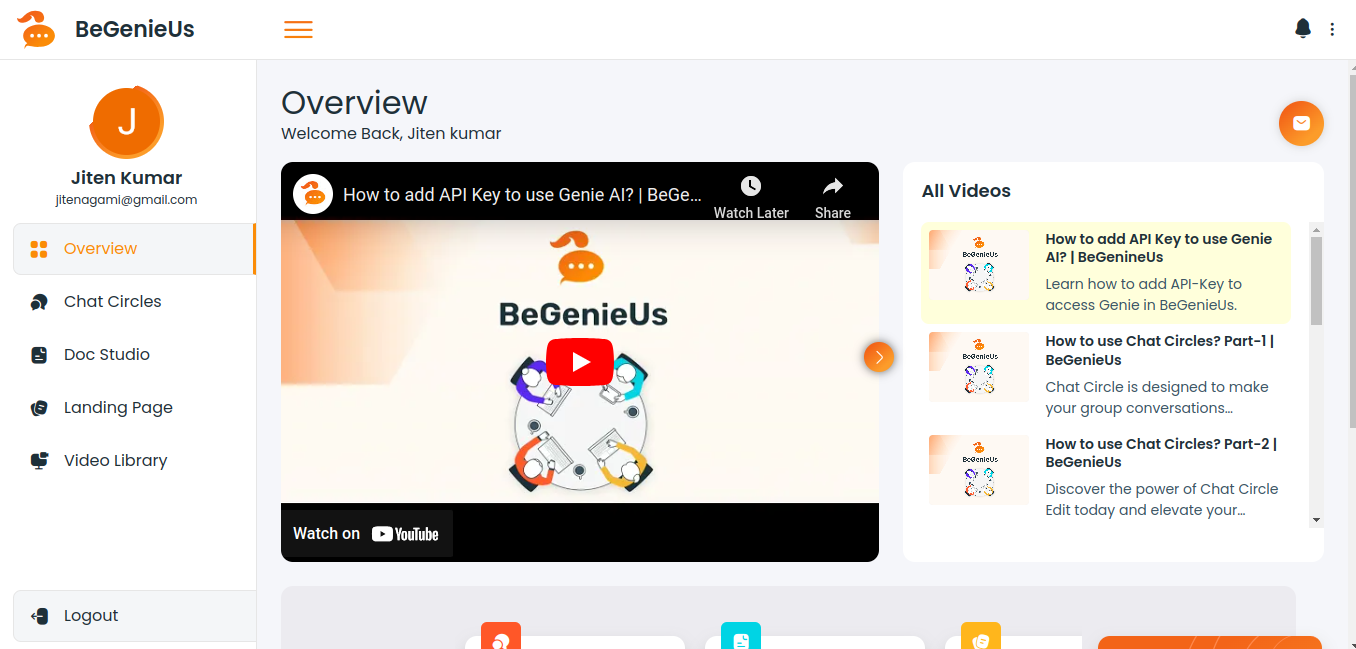 BeGenieUs
J
Jiten Kumar
jitenagami@gmail.com
Overview
Chat Circles
Doc Studio
Landing Page
Video Library
Logout
Overview
Welcome Back, Jiten kumar
How to add API Key to use Genie AI? | BeGe...
Watch Later
Share
BeGenieUs
Watch on YouTube
All Videos
BeGenieUs
How to add API Key to use Genie
AI? | BeGenineUs
Learn how to add API-Key to
access Genie in BeGenieUs.
BeGenieUs
How to use Chat Circles? Part-1 |
BeGenieUs
Chat Circle is designed to make
your group conversations...
BeGenieUs
How to use Chat Circles? Part-2 |
BeGenieUs
Discover the power of Chat Circle
Edit today and elevate your...